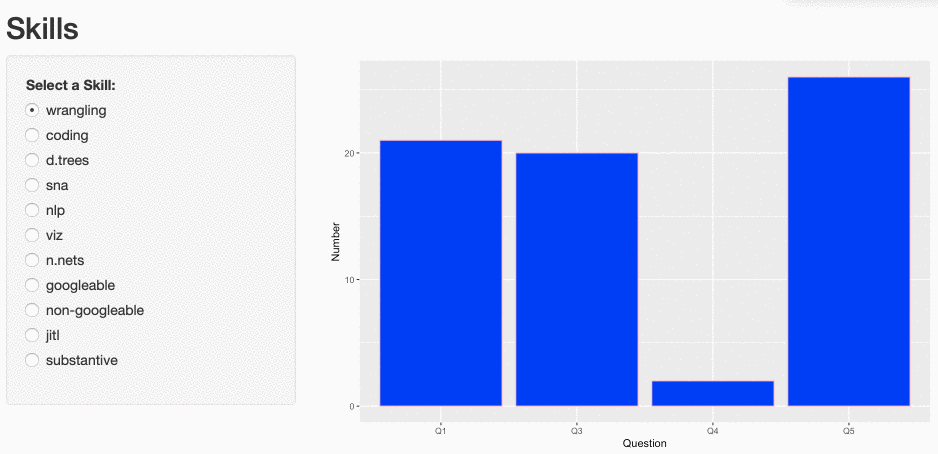 Skills
Select a Skill:
wrangling
coding
d.trees
sna
nlp
viz
n.nets
googleable
non-googleable
jitl
substantive
Number
20
10
0
Q1 Q3 Q4 Q5
Question